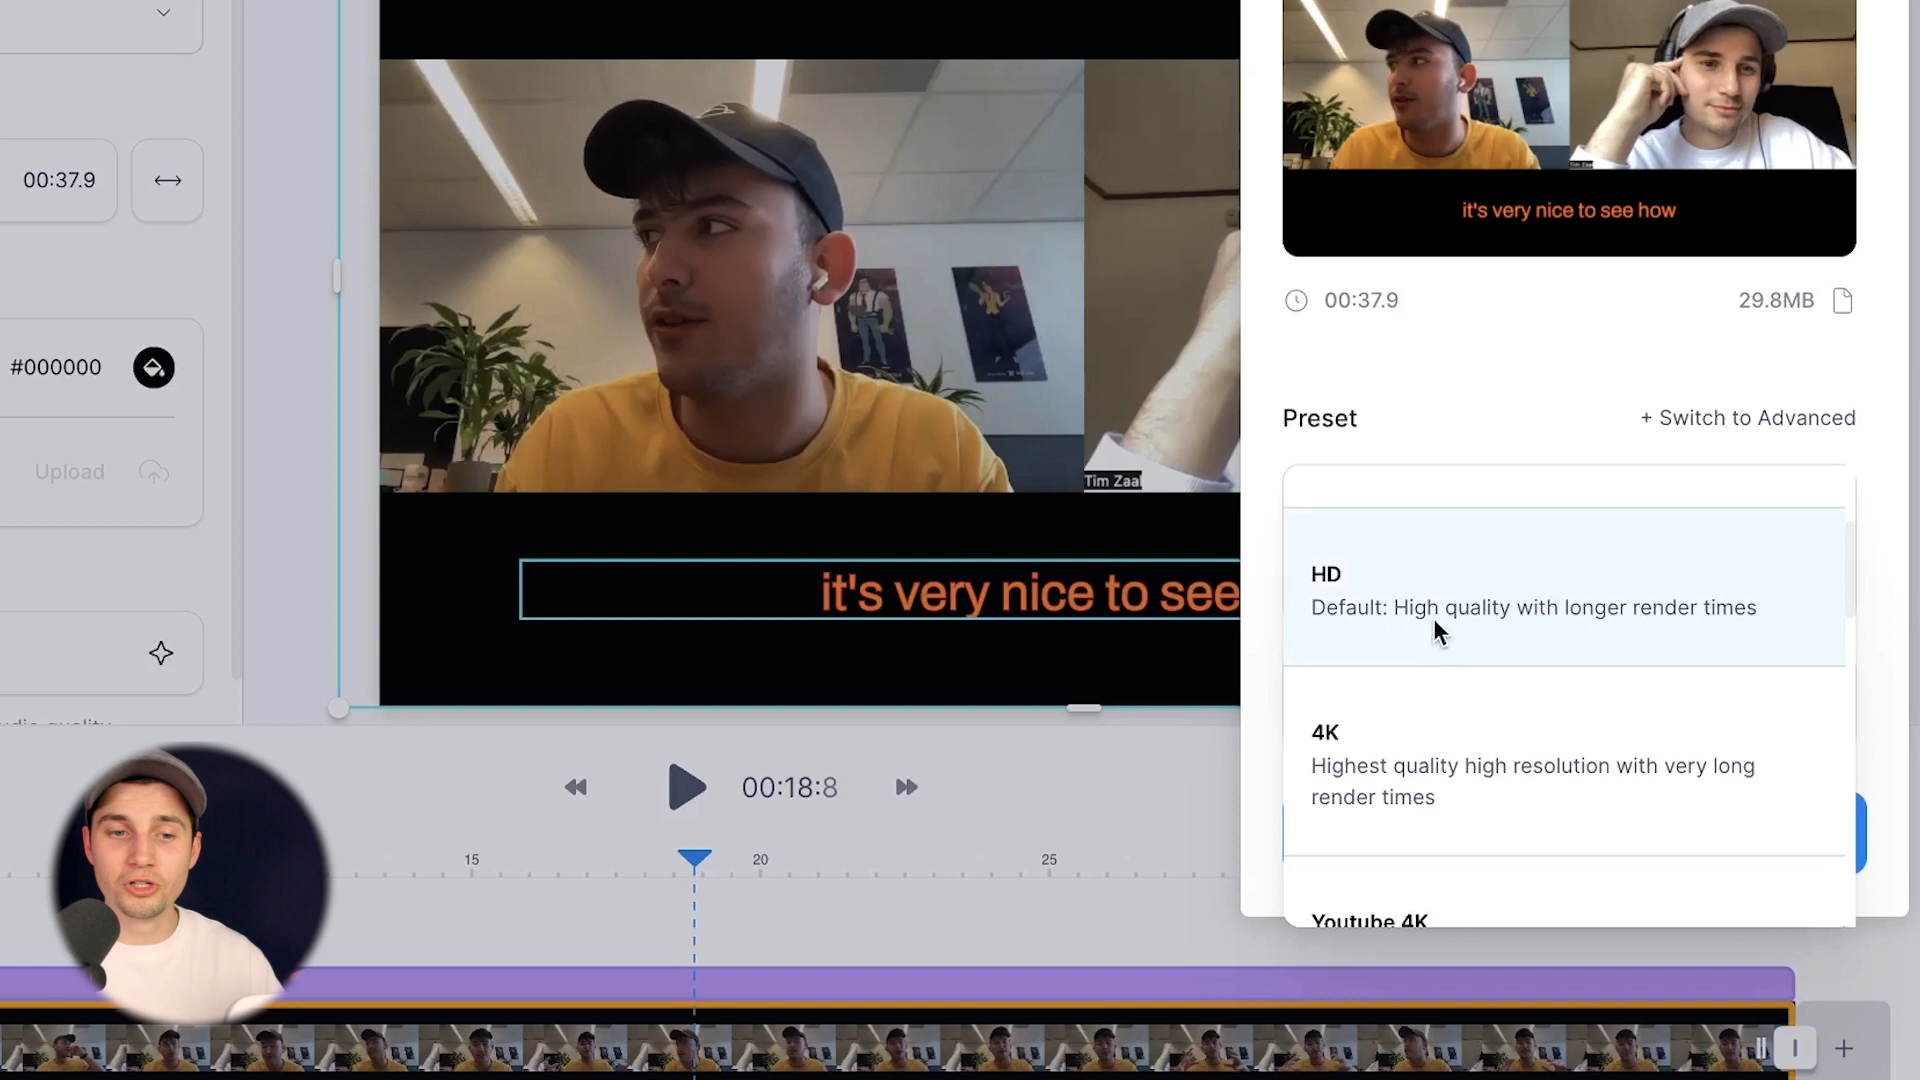 00:37.9
#000000
Upload
Tim Zaal
it's very nice to see
00:18:8
15
20
25
it's very nice to see how
00:37.9
29.8MB
Preset
+ Switch to Advanced
HD
Default: High quality with longer render times
4K
Highest quality high resolution with very long
render times
Youtube 4K